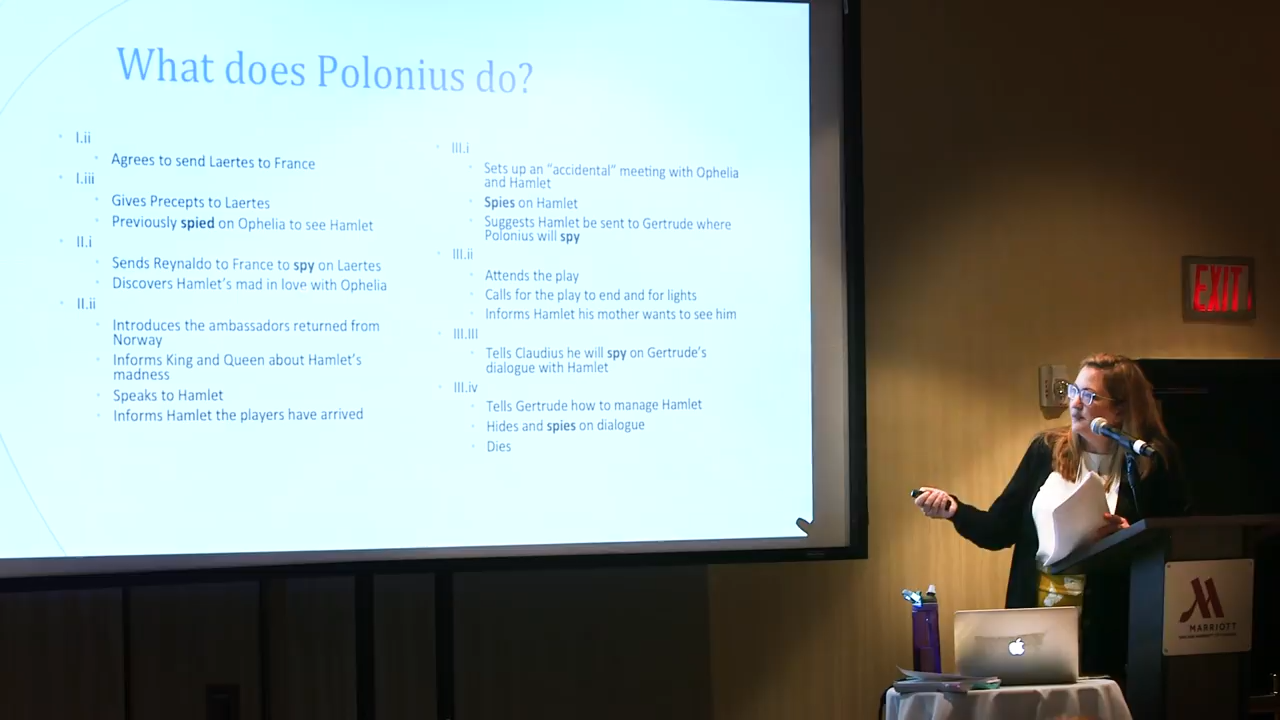 What does Polonius do?
I.ii
Agrees to send Laertes to France
I.iii
Gives Precepts to Laertes
Previously spied on Ophelia to see Hamlet
II.i
Sends Reynaldo to France to spy on Laertes
Discovers Hamlet's mad in love with Ophelia
II.ii
Introduces the ambassadors returned from
Norway
Informs King and Queen about Hamlet's
madness
Speaks to Hamlet
Informs Hamlet the players have arrived
III.i
Sets up an "accidental" meeting with Ophelia
and Hamlet
Spies on Hamlet
Suggests Hamlet be sent to Gertrude where
Polonius will spy
III.ii
Attends the play
Calls for the play to end and for lights
Informs Hamlet his mother wants to see him
III.III
Tells Claudius he will spy on Gertrude's
dialogue with Hamlet
III.iv
Tells Gertrude how to manage Hamlet
Hides and spies on dialogue
Dies
EXIT
MARRIOTT